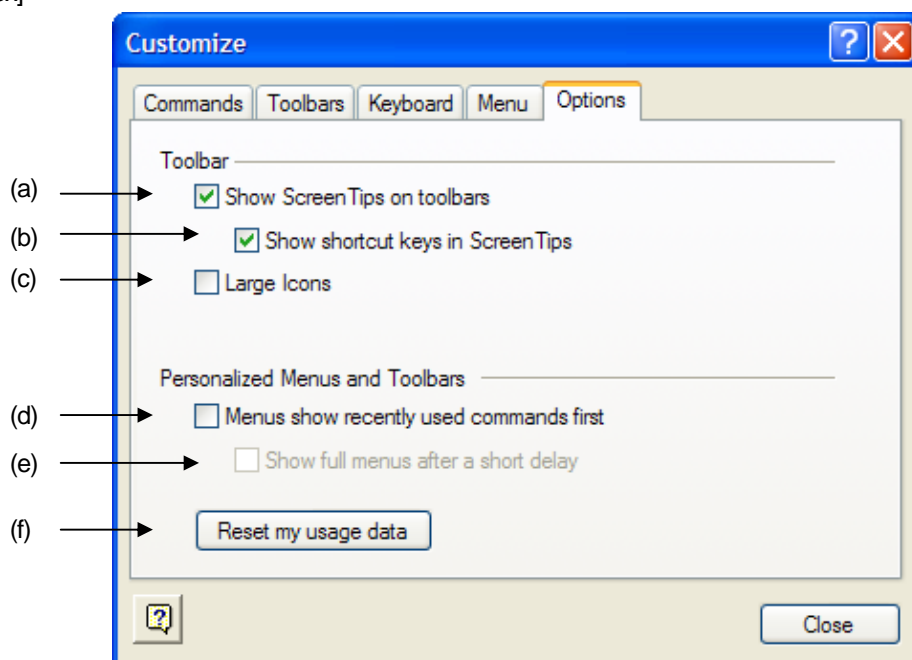 Customize
Commands Toolbars Keyboard Menu Options
Toolbar
(a) Show ScreenTips on toolbars
(b) Show shortcut keys in ScreenTips
(c) Large Icons
Personalized Menus and Toolbars
(d) Menus show recently used commands first
(e) Show full menus after a short delay
(f) Reset my usage data
Close